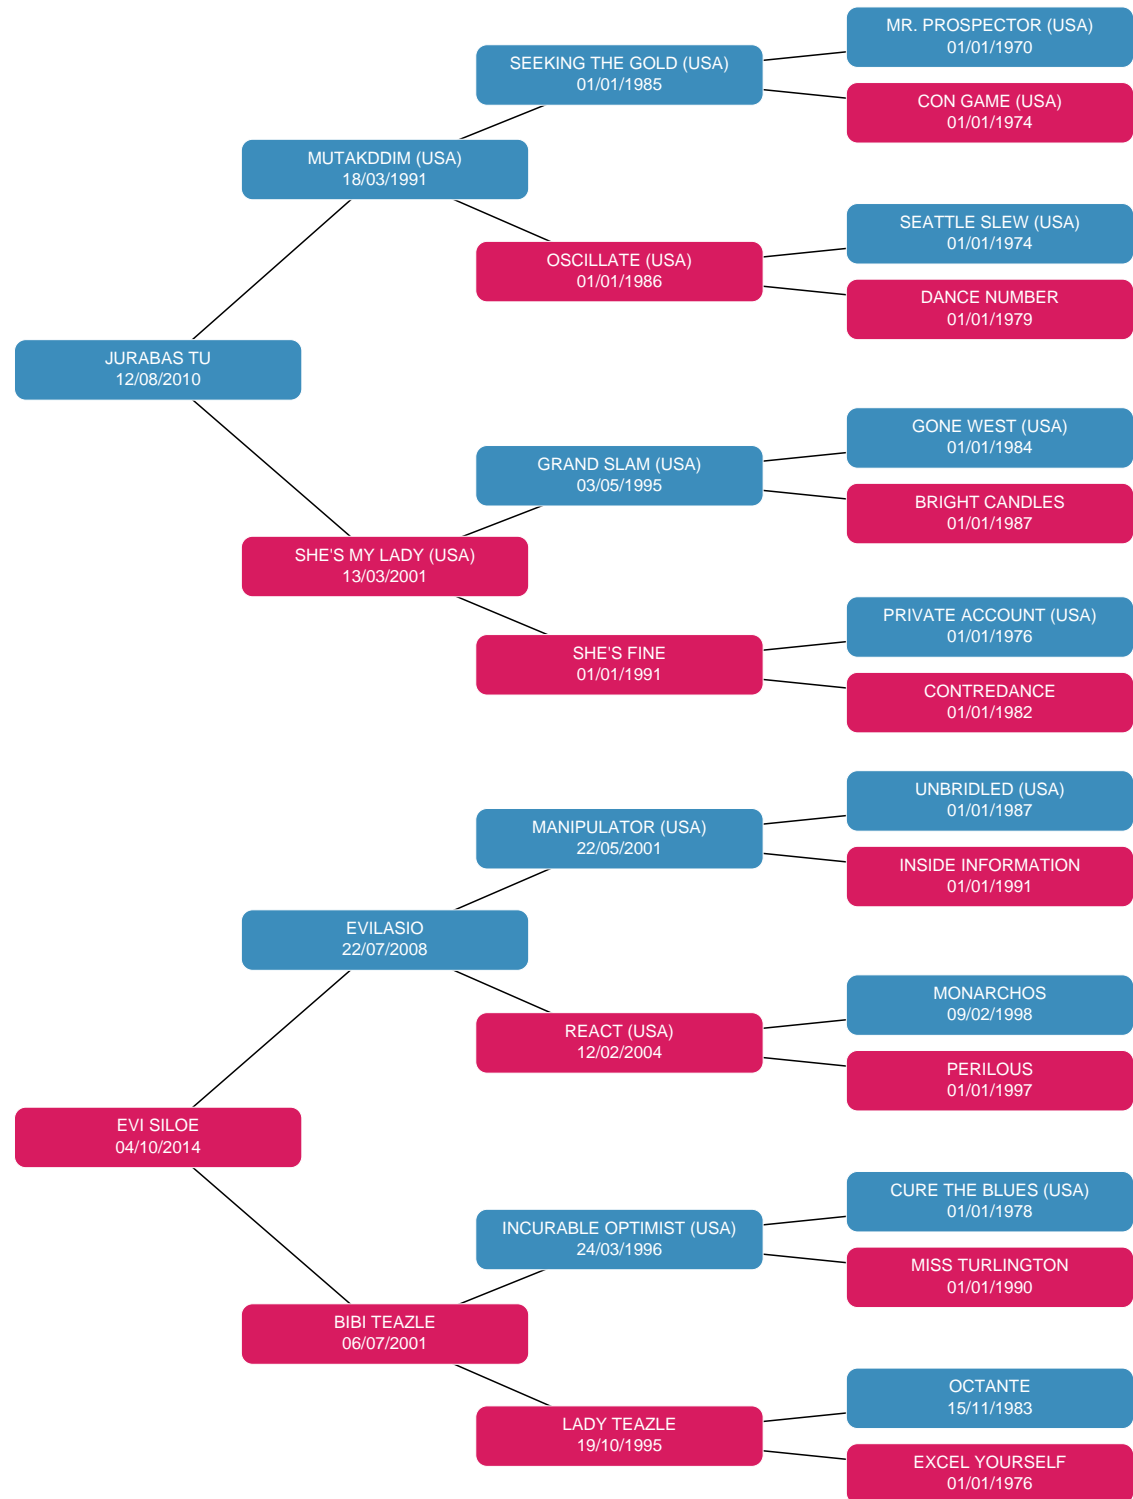 MR. PROSPECTOR (USA)
01/01/1970
SEEKING THE GOLD (USA)
01/01/1985
CON GAME (USA)
01/01/1974
MUTAKDDIM (USA)
18/03/1991
SEATTLE SLEW (USA)
01/01/1974
OSCILLATE (USA)
01/01/1986
DANCE NUMBER
01/01/1979
JURABAS TU
12/08/2010
GONE WEST (USA)
01/01/1984
GRAND SLAM (USA)
03/05/1995
BRIGHT CANDLES
01/01/1987
SHE'S MY LADY (USA)
13/03/2001
PRIVATE ACCOUNT (USA)
01/01/1976
SHE'S FINE
01/01/1991
CONTREDANCE
01/01/1982
UNBRIDLED (USA)
01/01/1987
MANIPULATOR (USA)
22/05/2001
INSIDE INFORMATION
01/01/1991
EVILASIO
22/07/2008
MONARCHOS
09/02/1998
REACT (USA)
12/02/2004
PERILOUS
01/01/1997
EVI SILOE
04/10/2014
CURE THE BLUES (USA)
01/01/1978
INCURABLE OPTIMIST (USA)
24/03/1996
MISS TURLINGTON
01/01/1990
BIBI TEAZLE
06/07/2001
OCTANTE
15/11/1983
LADY TEAZLE
19/10/1995
EXCEL YOURSELF
01/01/1976